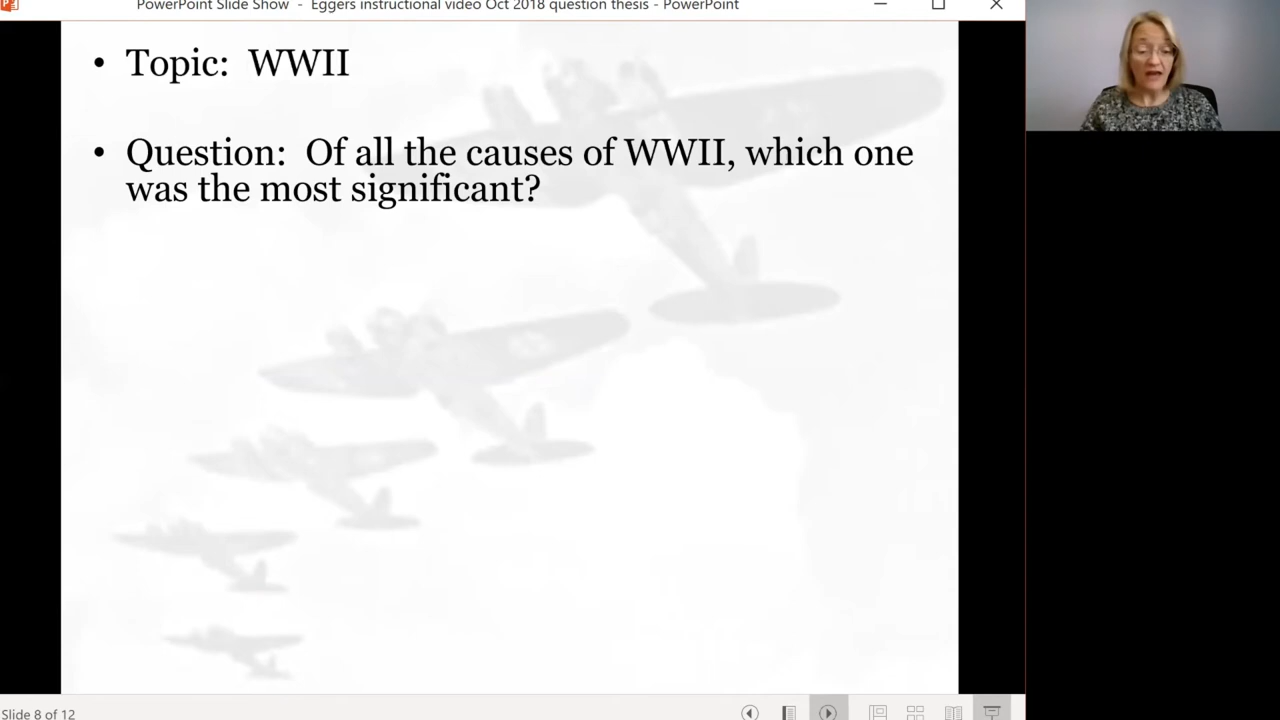 PowerPoint Slide Show - Eggers instructional video Oct 2018 question thesis - PowerPoint
• Topic: WWII
• Question: Of all the causes of WWII, which one
was the most significant?
Slide 8 of 12